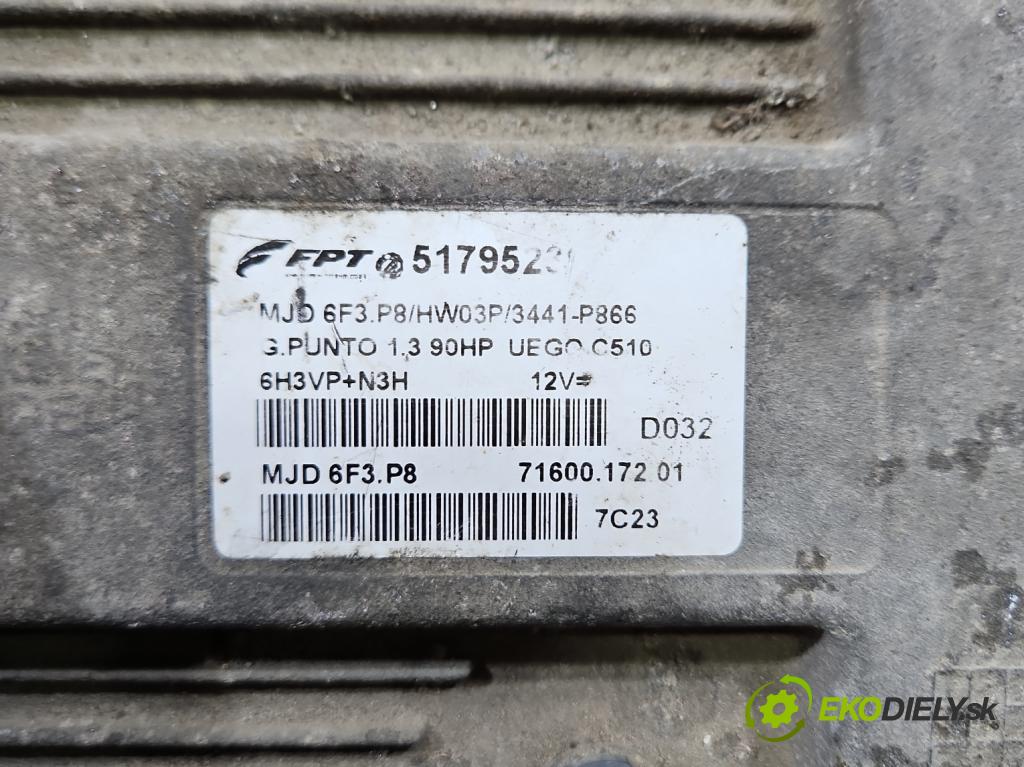 FPT
MJD 6F3.P8/HW03P/3441-P866
G.PUNTO 1.3 90HP UEGO C510
6H3VP+N3H 12V=
D032
MJD 6F3.P8 71600.172.01
7C23
EKODIELY.sk